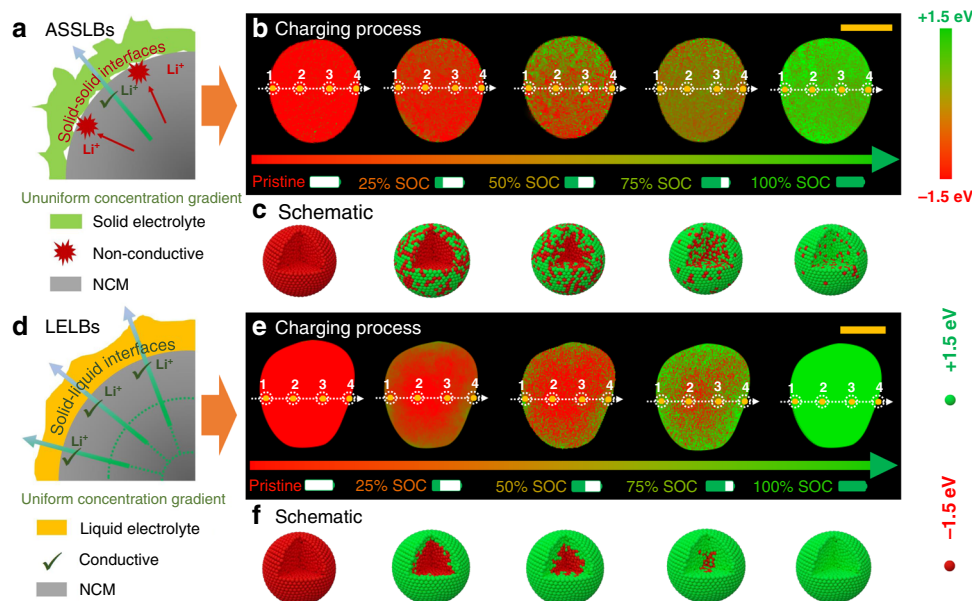 a ASSLBs
Solid-solid interfaces
Li⁺
Li⁺
Li⁺
Ununiform concentration gradient
Solid electrolyte
Non-conductive
NCM
b Charging process
1 2 3 4 1 2 3 4 1 2 3 4 1 2 3 4 1 2 3 4
Pristine 25% SOC 50% SOC 75% SOC 100% SOC
+1.5 eV
−1.5 eV
c Schematic
d LELBs
Solid-liquid interfaces
Li⁺
Li⁺
Li⁺
Uniform concentration gradient
Liquid electrolyte
Conductive
NCM
e Charging process
1 2 3 4 1 2 3 4 1 2 3 4 1 2 3 4 1 2 3 4
Pristine 25% SOC 50% SOC 75% SOC 100% SOC
f Schematic
+1.5 eV
−1.5 eV